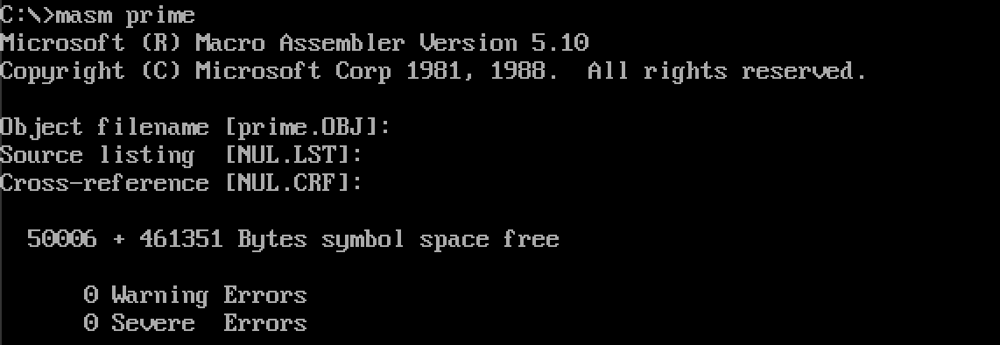 C:\>masm prime
Microsoft (R) Macro Assembler Version 5.10
Copyright (C) Microsoft Corp 1981, 1988.  All rights reserved.
Object filename [prime.OBJ]:
Source listing  [NUL.LST]:
Cross-reference [NUL.CRF]:
50006 + 461351 Bytes symbol space free
0 Warning Errors
0 Severe  Errors